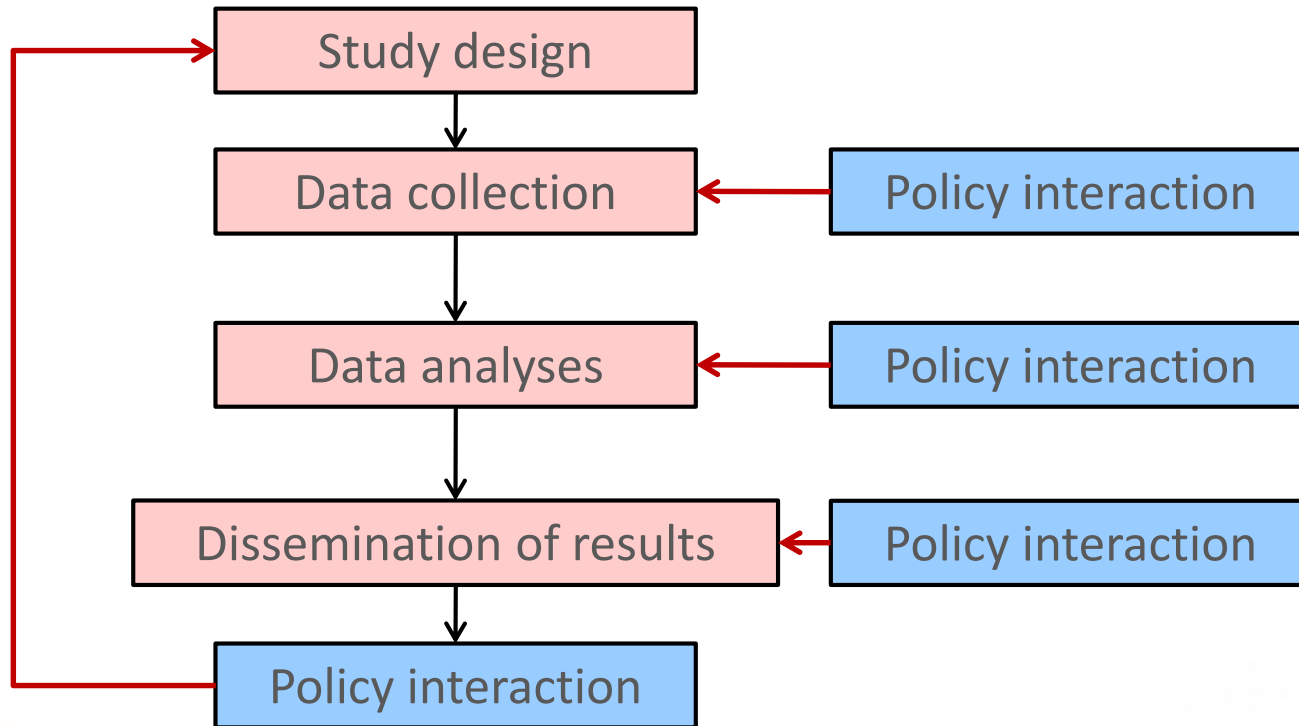 Study design
Data collection
Policy interaction
Data analyses
Policy interaction
Dissemination of results
Policy interaction
Policy interaction